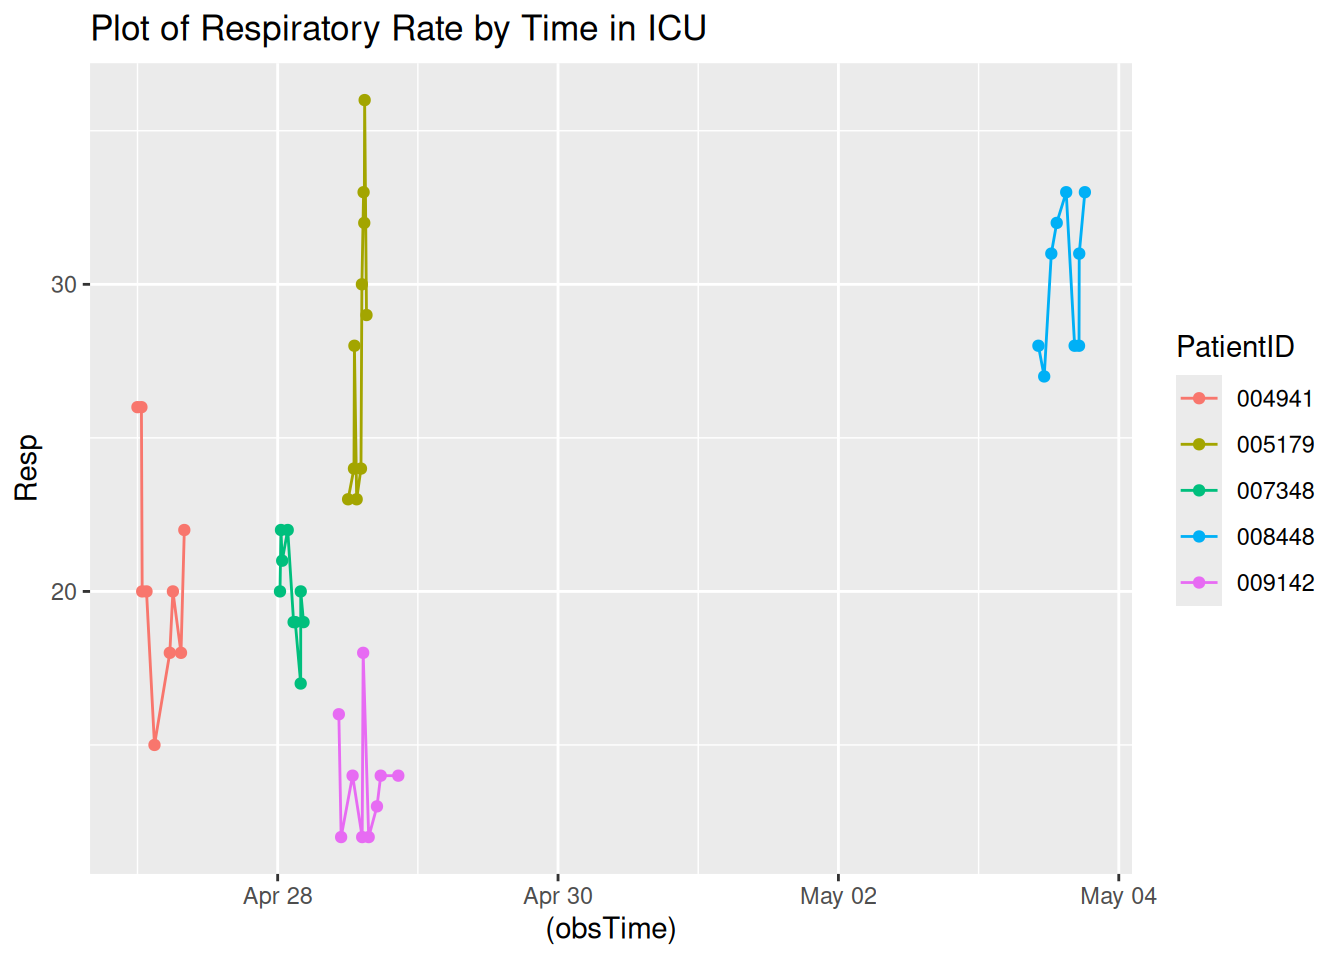 Plot of Respiratory Rate by Time in ICU
Resp
30
20
Apr 28
Apr 30
May 02
May 04
(obsTime)
PatientID
004941
005179
007348
008448
009142